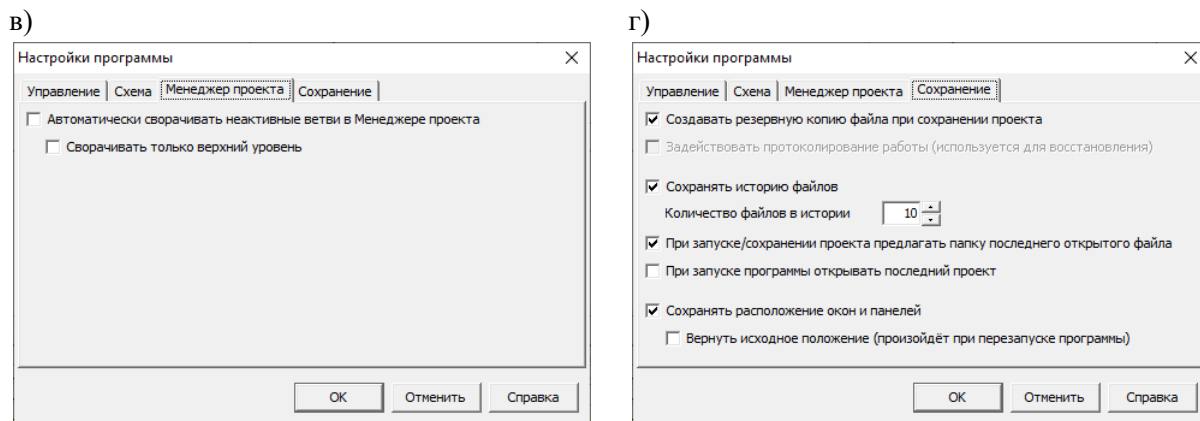 в)
Настройки программы
Управление Схема Менеджер проекта Сохранение
Автоматически сворачивать неактивные ветви в Менеджере проекта
Сворачивать только верхний уровень
ОК Отменить Справка
г)
Настройки программы
Управление Схема Менеджер проекта Сохранение
Создавать резервную копию файла при сохранении проекта
Задействовать протоколирование работы (используется для восстановления)
Сохранять историю файлов
Количество файлов в истории 10
При запуске/сохранении проекта предлагать папку последнего открытого файла
При запуске программы открывать последний проект
Сохранять расположение окон и панелей
Вернуть исходное положение (произойдёт при перезапуске программы)
ОК Отменить Справка